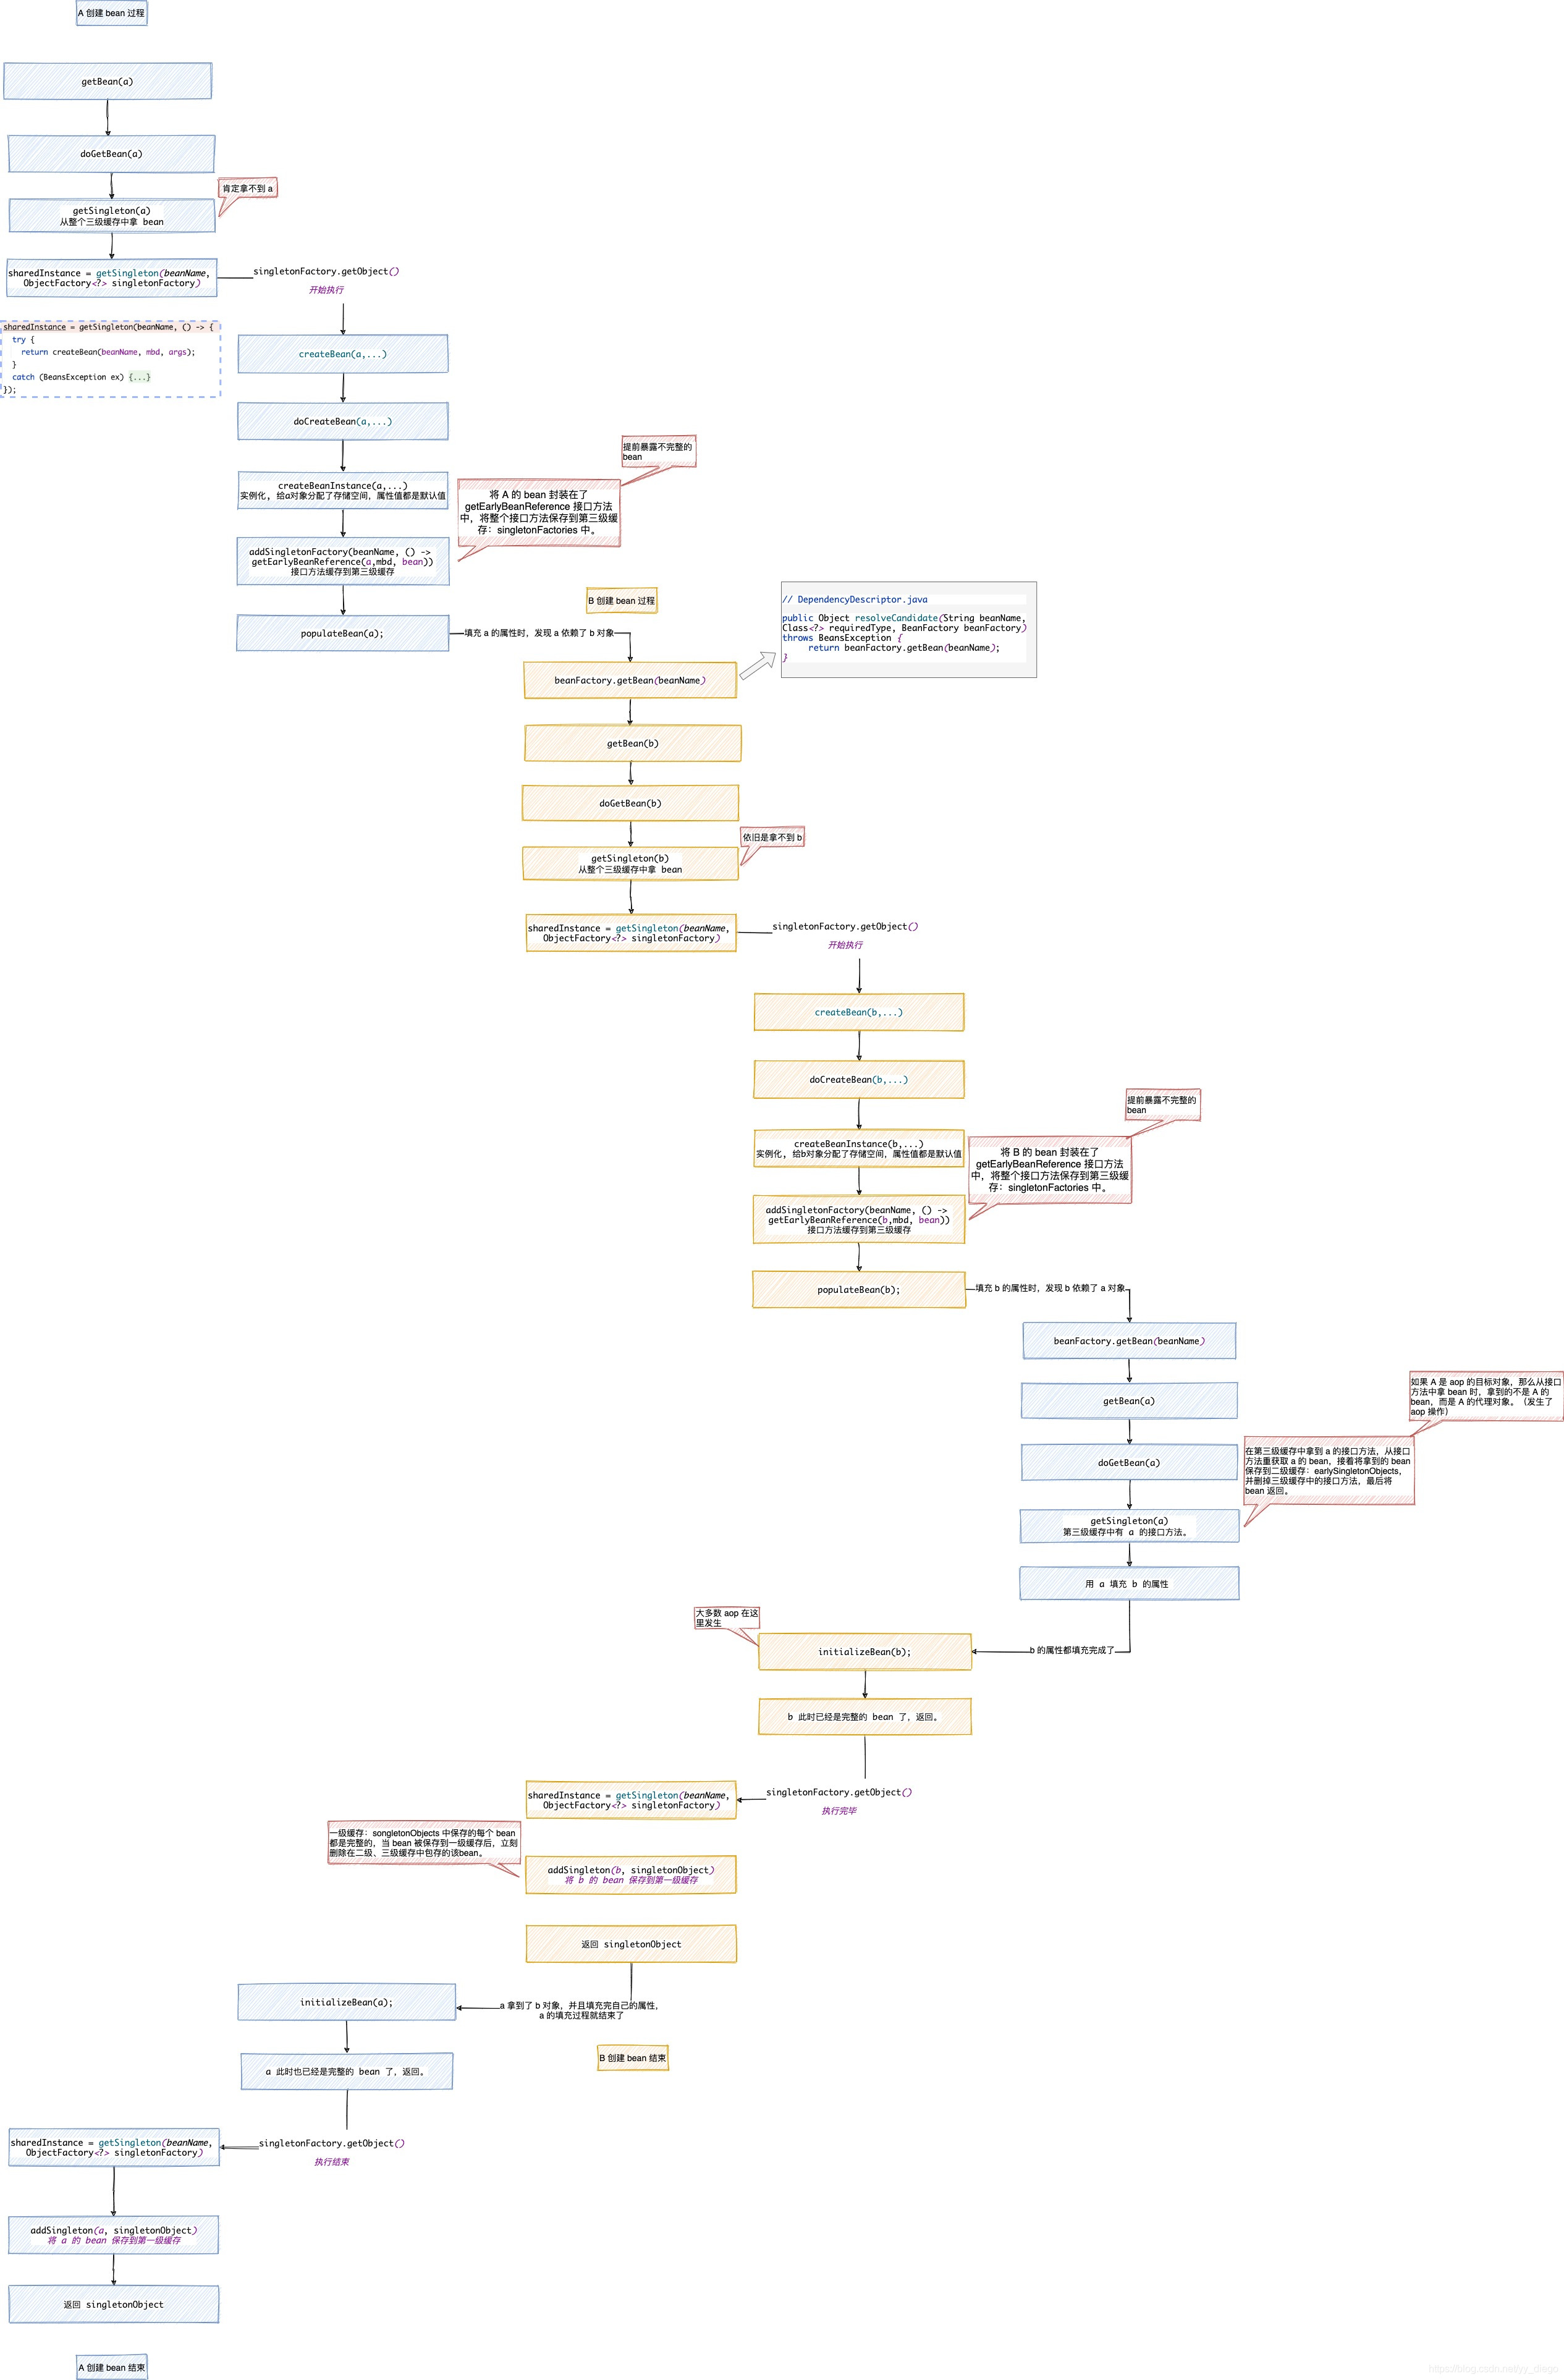 A 创建 bean 过程
getBean(a)
doGetBean(a)
肯定拿不到 a
getSingleton(a)
从整个三级缓存中拿 bean
sharedInstance = getSingleton(beanName,
ObjectFactory<?> singletonFactory)
singletonFactory.getObject()
开始执行
sharedInstance = getSingleton(beanName, () -> {
try {
return createBean(beanName, mbd, args);
}
catch (BeansException ex) {...}
});
createBean(a,...)
doCreateBean(a,...)
提前暴露不完整的
bean
createBeanInstance(a,...)
实例化, 给a对象分配了存储空间，属性值都是默认值
将 A 的 bean 封装在了
getEarlyBeanReference 接口方法
中，将整个接口方法保存到第三级缓
存：singletonFactories 中。
addSingletonFactory(beanName, () ->
getEarlyBeanReference(a,mbd, bean))
接口方法缓存到第三级缓存
B 创建 bean 过程
populateBean(a);
填充 a 的属性时，发现 a 依赖了 b 对象
// DependencyDescriptor.java
public Object resolveCandidate(String beanName,
Class<?> requiredType, BeanFactory beanFactory)
throws BeansException {
return beanFactory.getBean(beanName);
}
beanFactory.getBean(beanName)
getBean(b)
doGetBean(b)
依旧是拿不到 b
getSingleton(b)
从整个三级缓存中拿 bean
sharedInstance = getSingleton(beanName,
ObjectFactory<?> singletonFactory)
singletonFactory.getObject()
开始执行
createBean(b,...)
doCreateBean(b,...)
提前暴露不完整的
bean
createBeanInstance(b,...)
实例化, 给b对象分配了存储空间，属性值都是默认值
将 B 的 bean 封装在了
getEarlyBeanReference 接口方法
中，将整个接口方法保存到第三级缓
存：singletonFactories 中。
addSingletonFactory(beanName, () ->
getEarlyBeanReference(b,mbd, bean))
接口方法缓存到第三级缓存
populateBean(b);
填充 b 的属性时，发现 b 依赖了 a 对象
beanFactory.getBean(beanName)
getBean(a)
如果 A 是 aop 的目标对象，那么从接口
方法中拿 bean 时，拿到的不是 A 的
bean，而是 A 的代理对象。（发生了
aop 操作）
doGetBean(a)
在第三级缓存中拿到 a 的接口方法，从接口
方法重获取 a 的 bean，接着将拿到的 bean
保存到二级缓存：earlySingletonObjects，
并删掉三级缓存中的接口方法，最后将
bean 返回。
getSingleton(a)
第三级缓存中有 a 的接口方法。
用 a 填充 b 的属性
大多数 aop 在这
里发生
initializeBean(b);
b 的属性都填充完成了
b 此时已经是完整的 bean 了，返回。
sharedInstance = getSingleton(beanName,
ObjectFactory<?> singletonFactory)
singletonFactory.getObject()
执行完毕
一级缓存：songletonObjects 中保存的每个 bean
都是完整的，当 bean 被保存到一级缓存后，立刻
删除在二级、三级缓存中包存的该bean。
addSingleton(b, singletonObject)
将 b 的 bean 保存到第一级缓存
返回 singletonObject
initializeBean(a);
a 拿到了 b 对象，并且填充完自己的属性，
a 的填充过程就结束了
B 创建 bean 结束
a 此时也已经是完整的 bean 了，返回。
sharedInstance = getSingleton(beanName,
ObjectFactory<?> singletonFactory)
singletonFactory.getObject()
执行结束
addSingleton(a, singletonObject)
将 a 的 bean 保存到第一级缓存
返回 singletonObject
A 创建 bean 结束